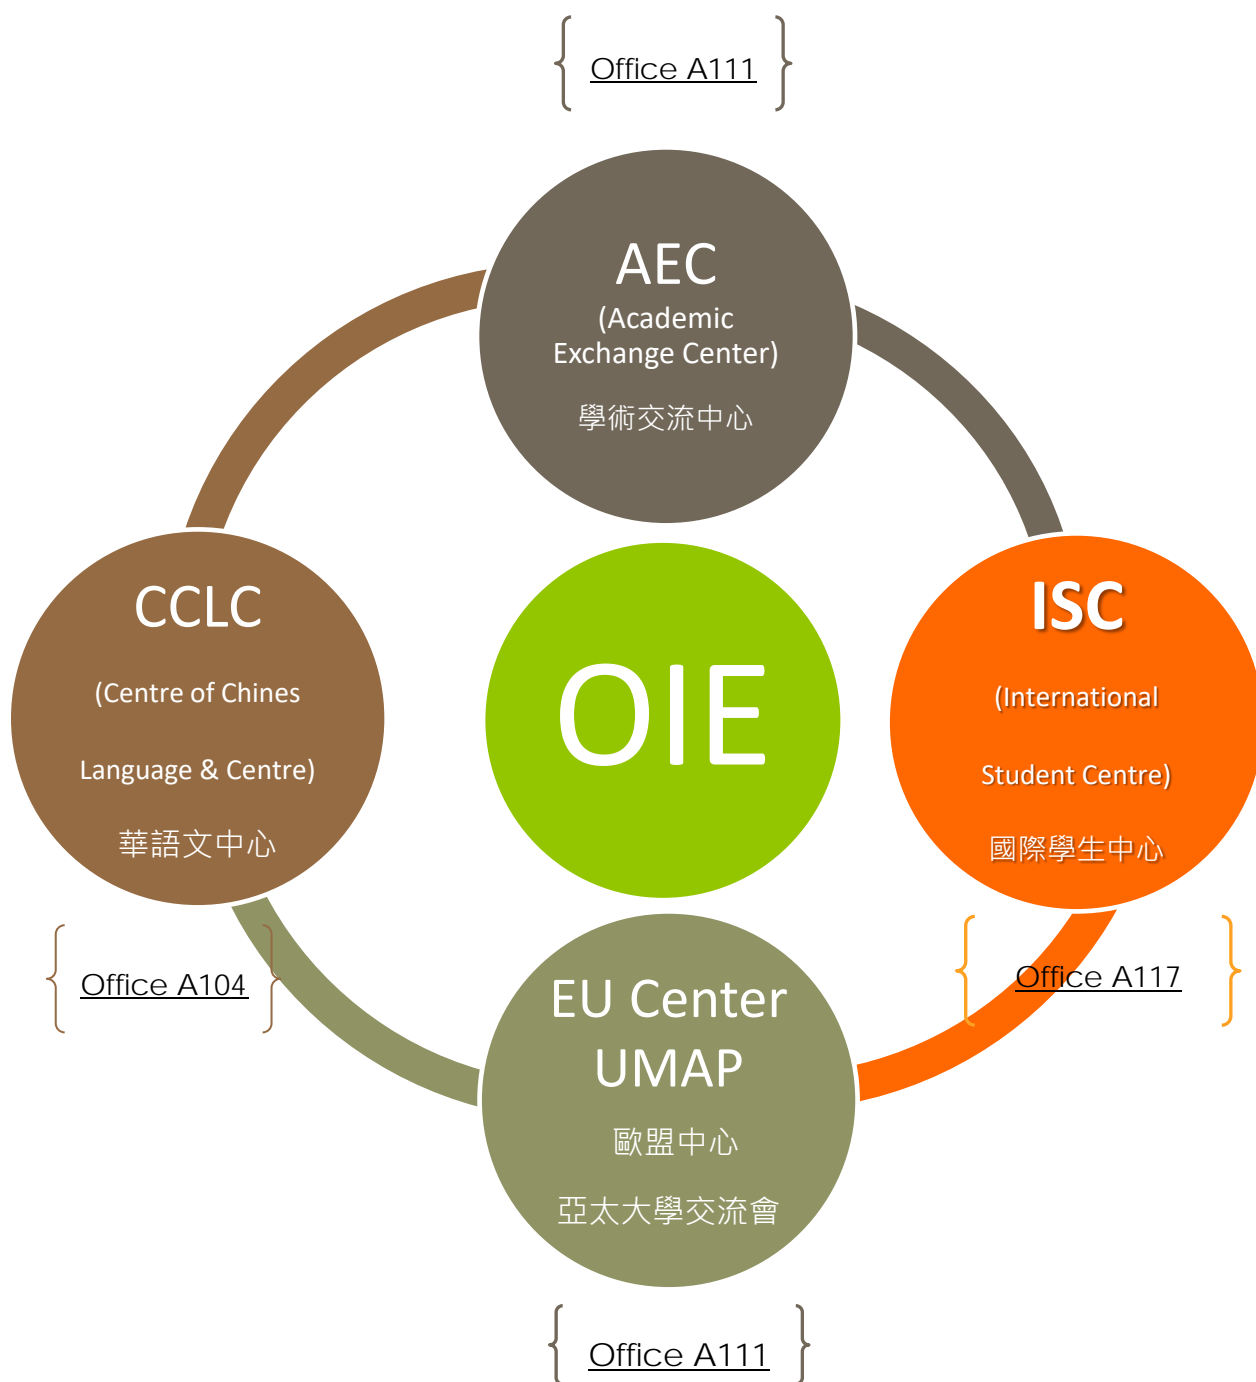 Office A111
AEC
(Academic
Exchange Center)
學術交流中心
CCLC
(Centre of Chines
Language & Centre)
華語文中心
OIE
ISC
(International
Student Centre)
國際學生中心
Office A104
Office A117
EU Center
UMAP
歐盟中心
亞太大學交流會
Office A111